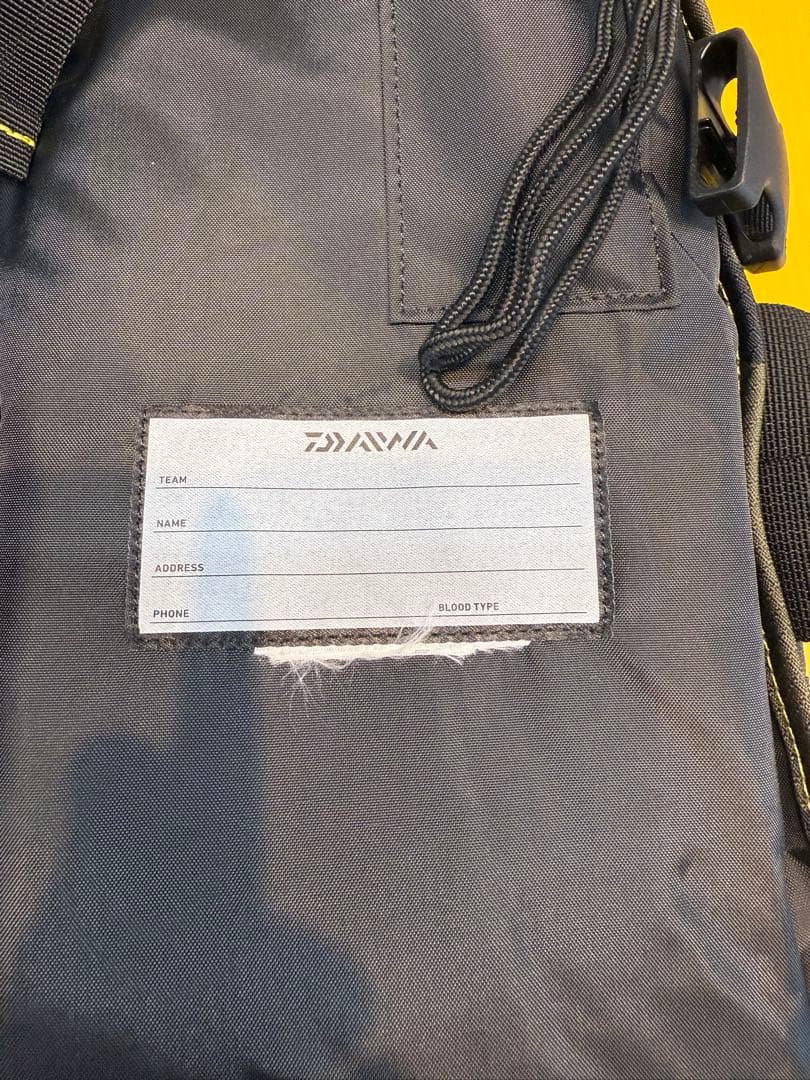 DAIWA
TEAM
NAME
ADDRESS
PHONE BLOOD TYPE